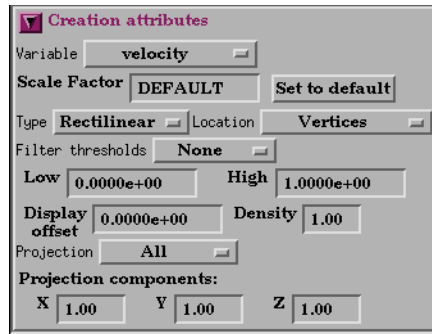 Creation attributes
Variable velocity
Scale Factor DEFAULT Set to default
Type Rectilinear Location Vertices
Filter thresholds None
Low 0.0000e+00 High 1.0000e+00
Display offset 0.0000e+00 Density 1.00
Projection All
Projection components:
X 1.00 Y 1.00 Z 1.00